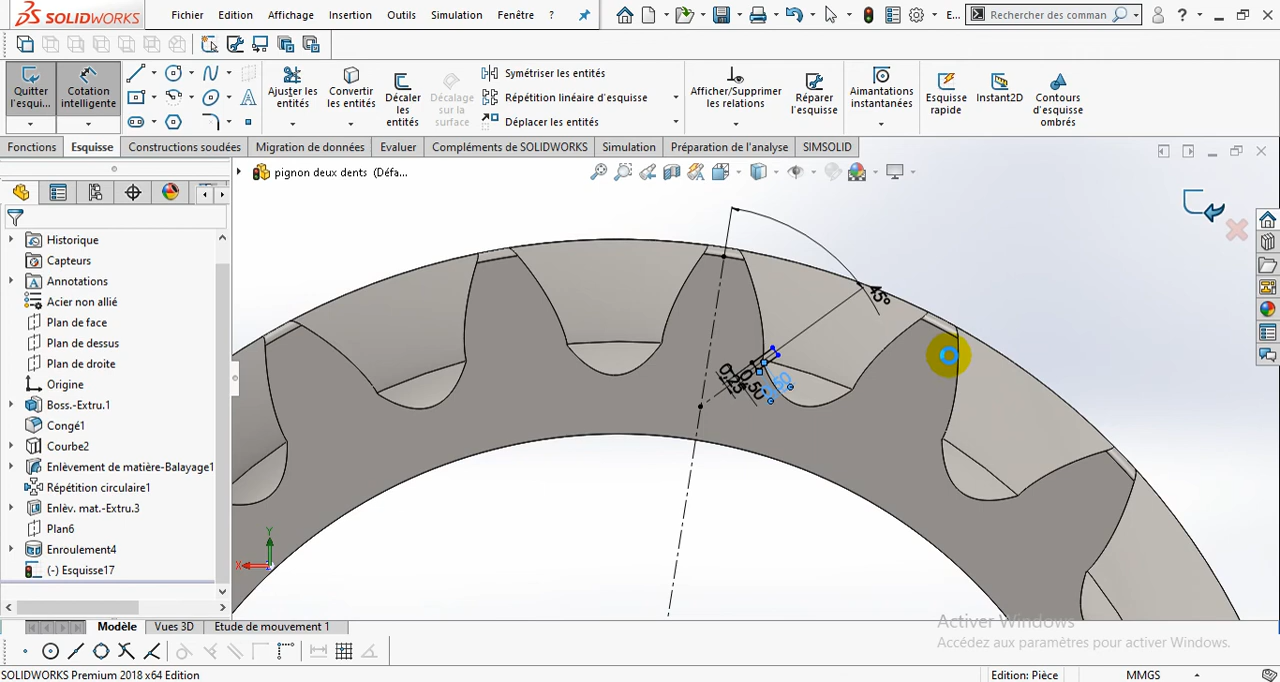 SOLIDWORKS
Fichier Edition Affichage Insertion Outils Simulation Fenêtre ?
E...
Rechercher des comman
?
Quitter l'esqui...
Cotation intelligente
Ajuster les entités
Convertir les entités
Décaler les entités
Décalage sur la surface
Symétriser les entités
Répétition linéaire d'esquisse
Déplacer les entités
Afficher/Supprimer les relations
Réparer l'esquisse
Aimantations instantanées
Esquisse rapide
Instant2D
Contours d'esquisse ombrés
Fonctions Esquisse Constructions soudées Migration de données Evaluer Compléments de SOLIDWORKS Simulation Préparation de l'analyse SIMSOLID
pignon deux dents (Défa...
Historique
Capteurs
Annotations
Acier non allié
Plan de face
Plan de dessus
Plan de droite
Origine
Boss.-Extru.1
Congé1
Courbe2
Enlèvement de matière-Balayage1
Répétition circulaire1
Enlèv. mat.-Extru.3
Plan6
Enroulement4
(-) Esquisse17
45°
0,25
0,50
0,50
Y
X
Activer Windows
Accédez aux paramètres pour activer Windows.
Modèle Vues 3D Etude de mouvement 1
SOLIDWORKS Premium 2018 x64 Edition
Edition: Pièce
MMGS